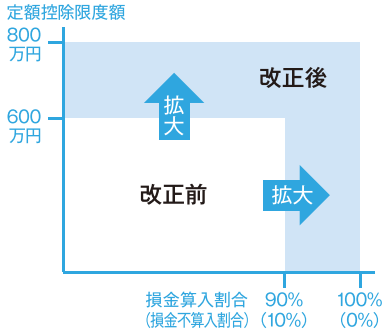 定額控除限度額
800
万円
改正後
拡
大
600
万円
改正前
拡大
損金算入割合 90% 100%
(損金不算入割合) (10%) (0%)